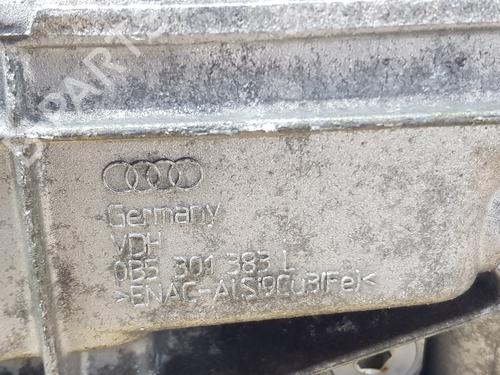 Germany
VDH
0B5 301 383 L
>ENAC-AlSi9Cu3(Fe)<